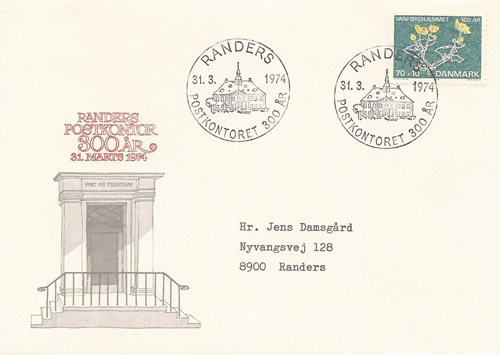 RANDERS
31. 3. 1974
POSTKONTORET 300 ÅR
RANDERS
31. 3. 1974
POSTKONTORET 300 ÅR
VANFØREHJEMMET 100 ÅR
70+10 DANMARK
RANDERS
POSTKONTOR
300 ÅR
31. MARTS 1974
POST OG TELEGRAF
Hr. Jens Damsgård
Nyvangsvej 128
8900 Randers